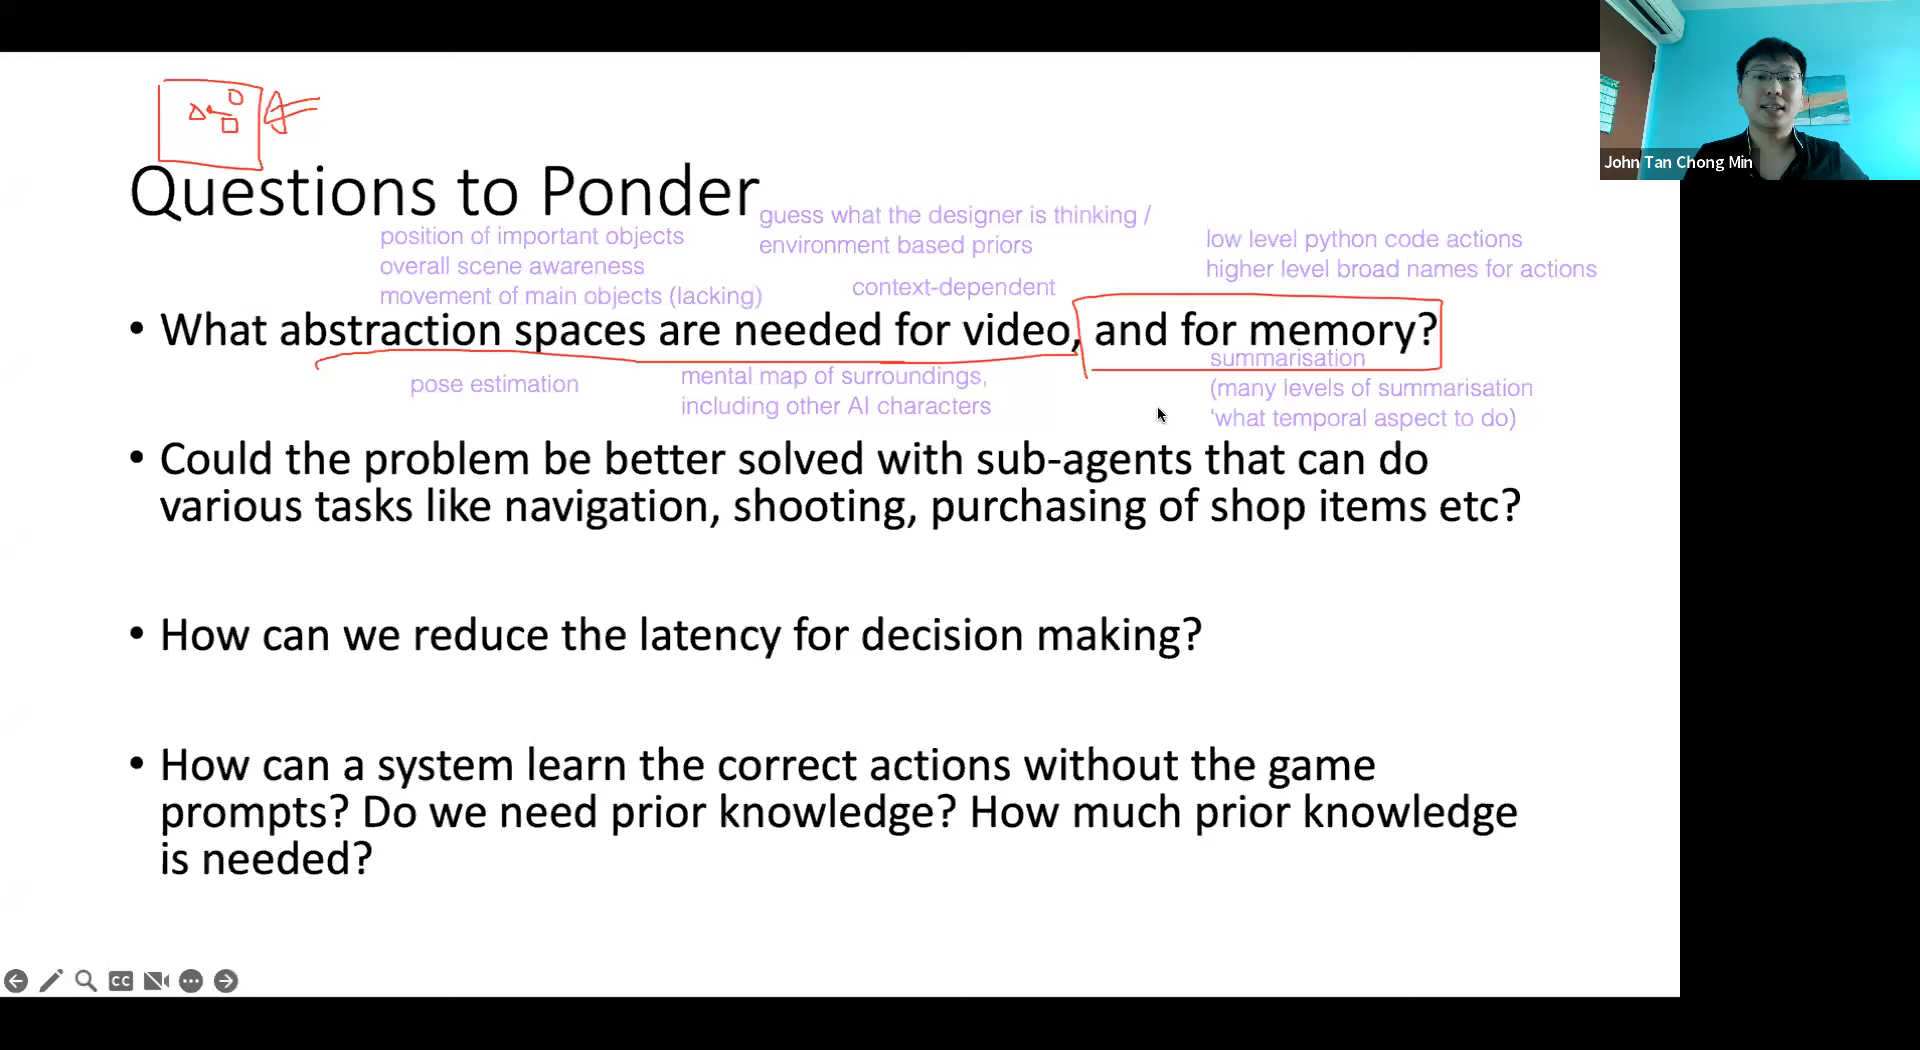 John Tan Chong Min
Questions to Ponder
guess what the designer is thinking /
environment based priors
position of important objects
overall scene awareness
movement of main objects (lacking)
context-dependent
low level python code actions
higher level broad names for actions
• What abstraction spaces are needed for video, and for memory?
pose estimation
mental map of surroundings,
including other AI characters
summarisation
(many levels of summarisation
'what temporal aspect to do)
• Could the problem be better solved with sub-agents that can do
various tasks like navigation, shooting, purchasing of shop items etc?
• How can we reduce the latency for decision making?
• How can a system learn the correct actions without the game
prompts? Do we need prior knowledge? How much prior knowledge
is needed?
CC